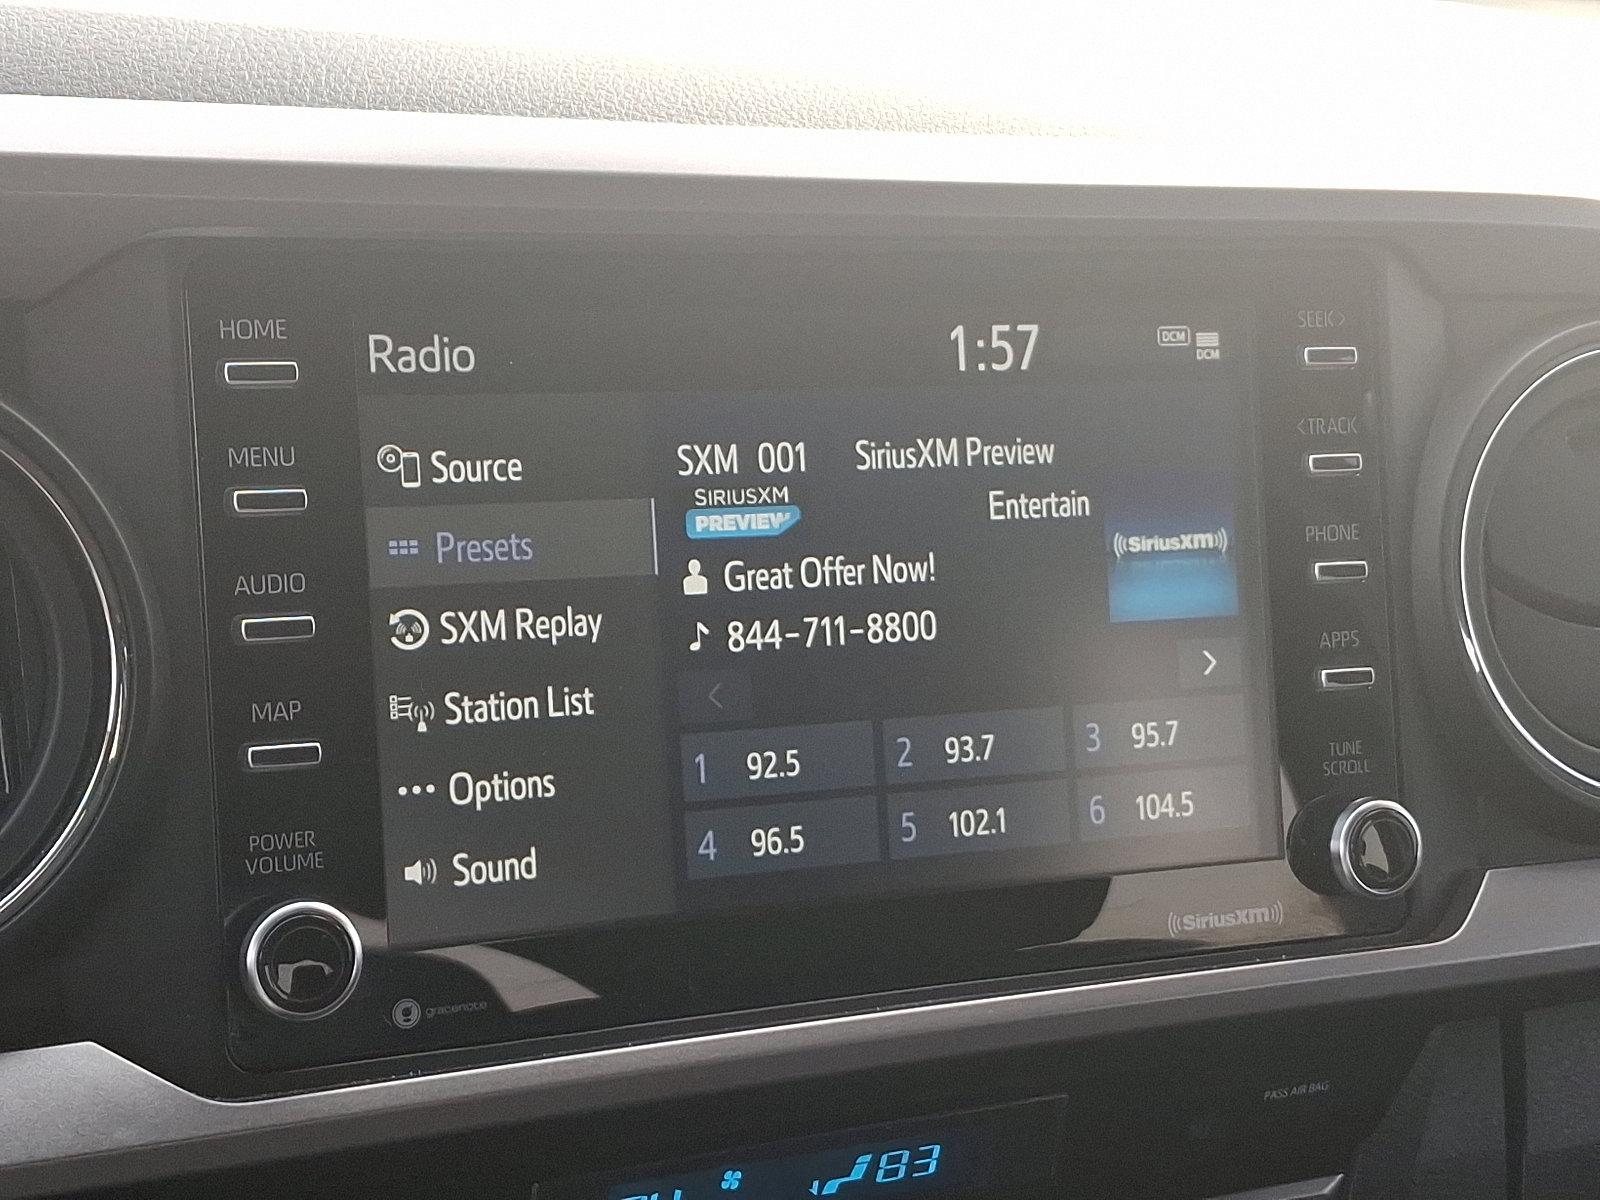 HOME
MENU
AUDIO
MAP
POWER
VOLUME
Radio
1:57
DCM
DCM
Source
Presets
SXM Replay
Station List
Options
Sound
SXM 001 SiriusXM Preview
SIRIUSXM
PREVIEW
Entertain
((SiriusXM))
Great Offer Now!
844-711-8800
< >
1 92.5
2 93.7
3 95.7
4 96.5
5 102.1
6 104.5
SEEK>
<TRACK
PHONE
APPS
TUNE
SCROLL
((SiriusXM))
gracenote
PASS AIR BAG
83